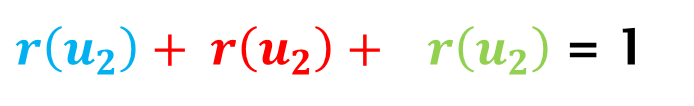 r(u₂) + r(u₂) + r(u₂) = 1